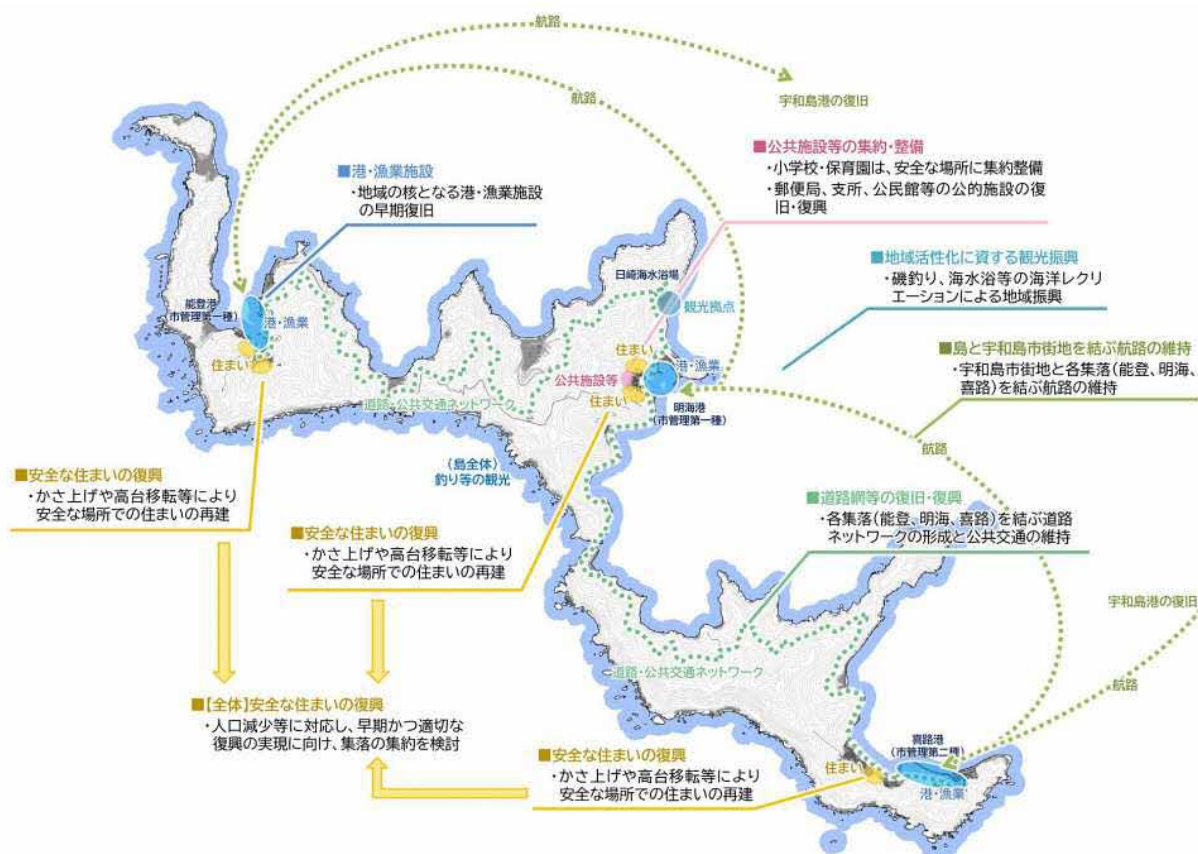 航路
航路
宇和島港の復旧
■公共施設等の集約・整備
・小学校・保育園は、安全な場所に集約整備
・郵便局、支所、公民館等の公的施設の復
旧・復興
■港・漁業施設
・地域の核となる港・漁業施設
の早期復旧
■地域活性化に資する観光振興
・磯釣り、海水浴等の海洋レクリ
エーションによる地域振興
日崎海水浴場
観光拠点
能登港
(市管理第一種)
港・漁業
住まい
住まい
港・漁業
公共施設等
住まい
明海港
(市管理第一種)
道路・公共交通ネットワーク
■島と宇和島市街地を結ぶ航路の維持
・宇和島市街地と各集落(能登、明海、
喜路)を結ぶ航路の維持
航路
(島全体)
釣り等の観光
■安全な住まいの復興
・かさ上げや高台移転等により
安全な場所での住まいの再建
■安全な住まいの復興
・かさ上げや高台移転等により
安全な場所での住まいの再建
■道路網等の復旧・復興
・各集落(能登、明海、喜路)を結ぶ道路
ネットワークの形成と公共交通の維持
宇和島港の復旧
航路
道路・公共交通ネットワーク
■【全体】安全な住まいの復興
・人口減少等に対応し、早期かつ適切な
復興の実現に向け、集落の集約を検討
■安全な住まいの復興
・かさ上げや高台移転等により
安全な場所での住まいの再建
住まい
喜路港
(市管理第二種)
港・漁業